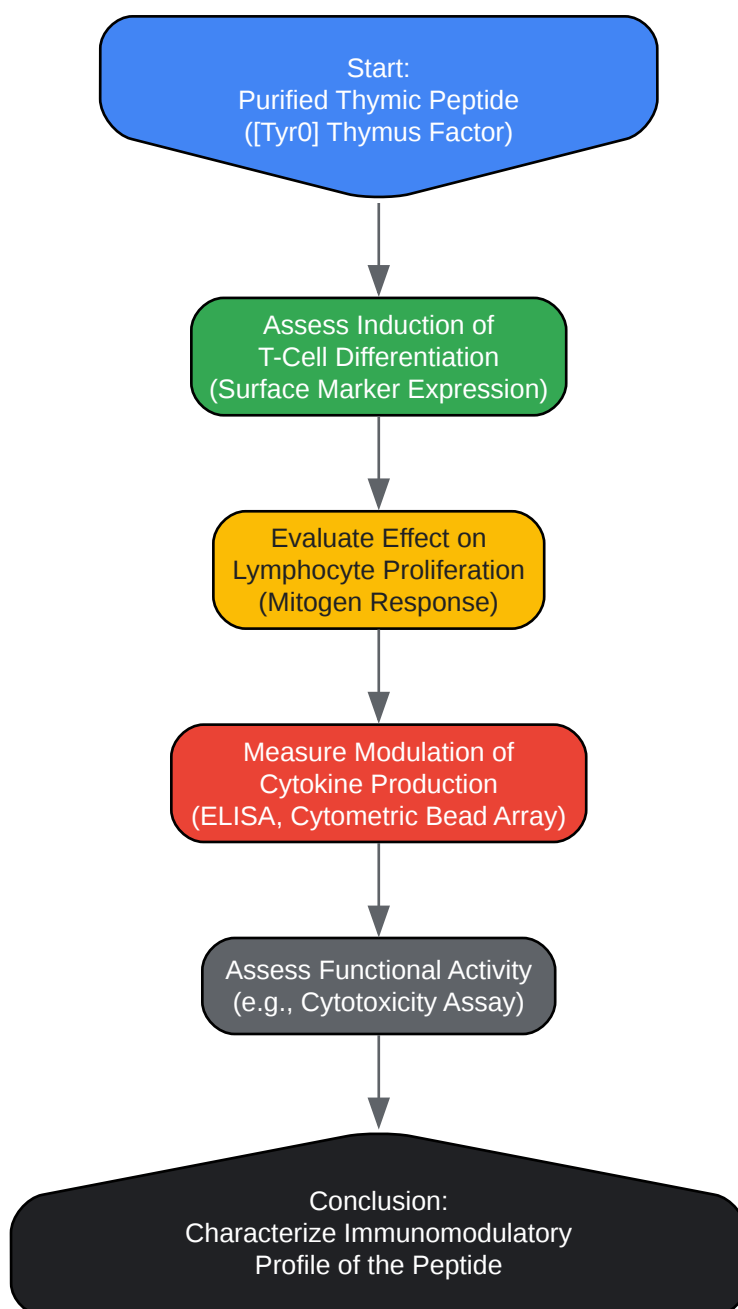 Start:
Purified Thymic Peptide
([Tyr0] Thymus Factor)
Assess Induction of
T-Cell Differentiation
(Surface Marker Expression)
Evaluate Effect on
Lymphocyte Proliferation
(Mitogen Response)
Measure Modulation of
Cytokine Production
(ELISA, Cytometric Bead Array)
Assess Functional Activity
(e.g., Cytotoxicity Assay)
Conclusion:
Characterize Immunomodulatory
Profile of the Peptide